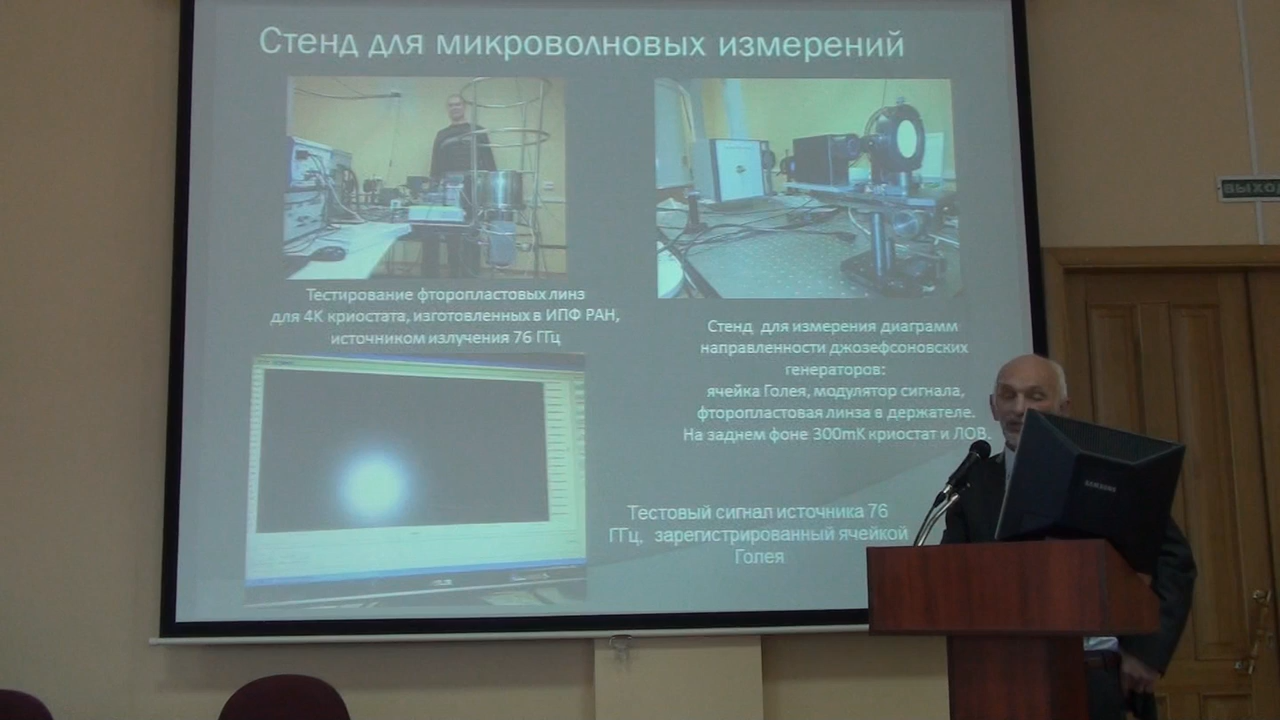 Стенд для микроволновых измерений
Тестирование фторопластовых линз
для 4К криостата, изготовленных в ИПФ РАН,
источником излучения 76 ГГц
Стенд для измерения диаграмм
направленности джозефсоновских
генераторов:
ячейка Голея, модулятор сигнала,
фторопластовая линза в держателе.
На заднем фоне 300mK криостат и ЛОВ.
Тестовый сигнал источника 76
ГГц, зарегистрированный ячейкой
Голея
ВЫХОД
SAMSUNG